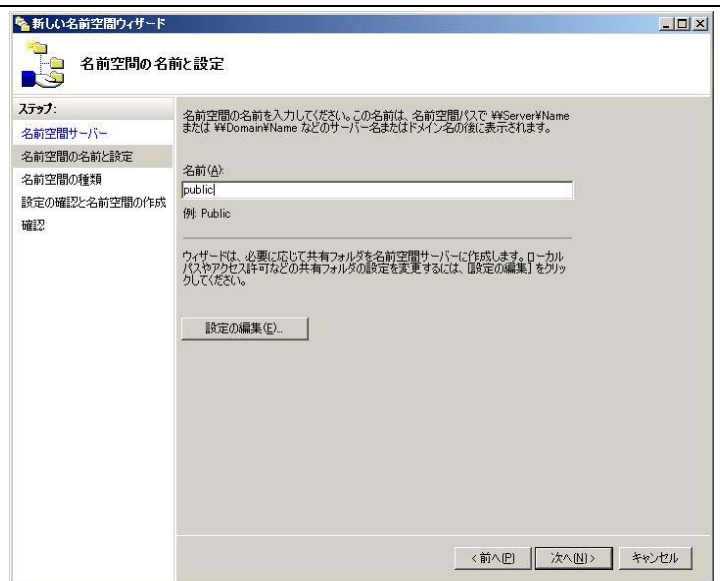 新しい名前空間ウィザード
名前空間の名前と設定
ステップ:
名前空間サーバー
名前空間の名前と設定
名前空間の種類
設定の確認と名前空間の作成
確認
名前空間の名前を入力してください。この名前は、名前空間パスで ¥¥Server¥Name
または ¥¥Domain¥Name などのサーバー名またはドメイン名の後に表示されます。
名前(A):
public
例: Public
ウィザードは、必要に応じて共有フォルダを名前空間サーバーに作成します。ローカル
パスやアクセス許可などの共有フォルダの設定を変更するには、[設定の編集] をクリッ
クしてください。
設定の編集(E)...
< 前へ(P)
次へ(N) >
キャンセル